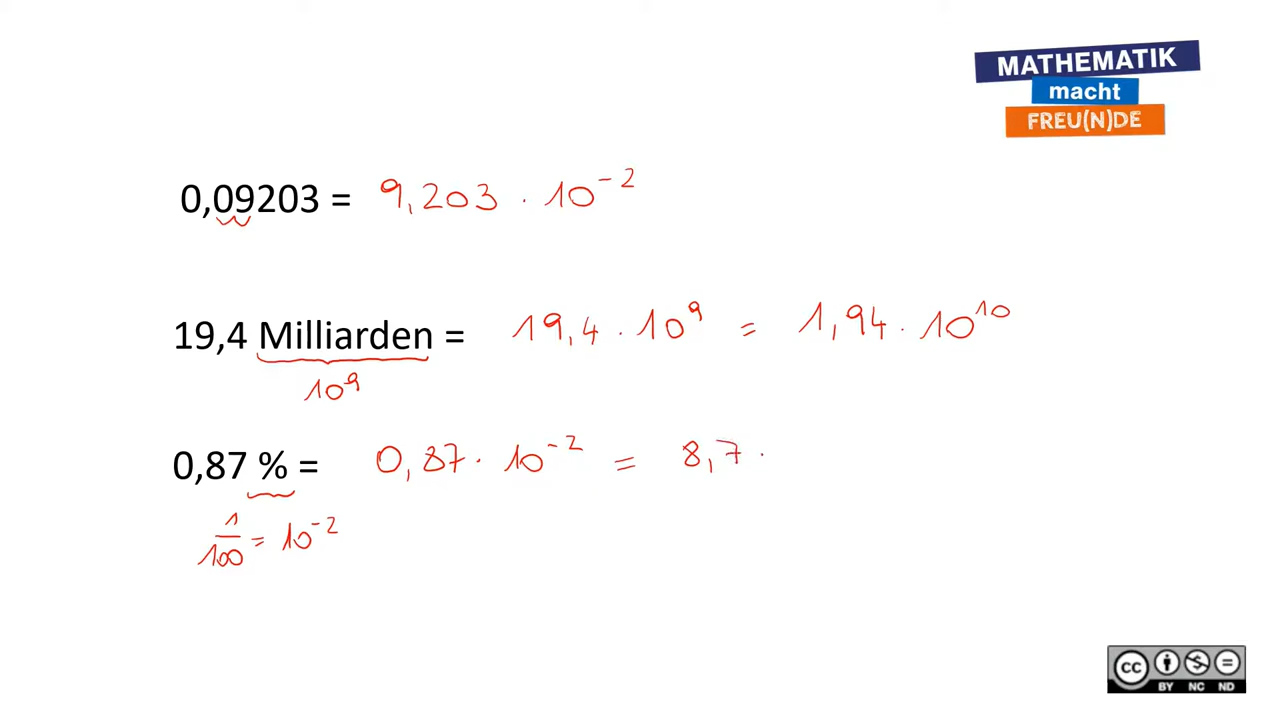 MATHEMATIK
macht
FREU(N)DE
0,09203 = 9,203 · 10⁻²
19,4 Milliarden = 19,4 · 10⁹ = 1,94 · 10¹⁰
10⁹
0,87 % = 0,87 · 10⁻² = 8,7 ·
1/100 = 10⁻²
cc
BY NC ND